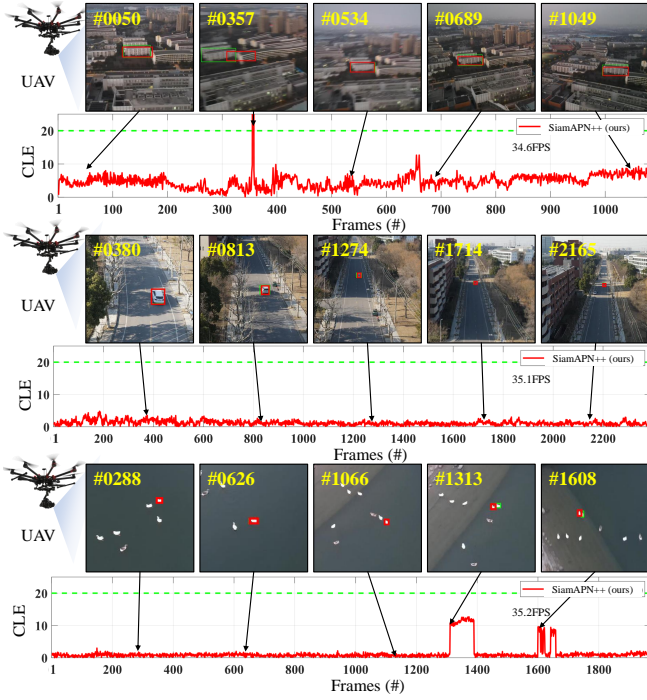 #0050 #0357 #0534 #0689 #1049
UAV
CLE
20
10
0
SiamAPN++ (ours)
34.6FPS
1 100 200 300 400 500 600 700 800 900 1000
Frames (#)
#0380 #0813 #1274 #1714 #2165
UAV
CLE
20
10
0
SiamAPN++ (ours)
35.1FPS
1 200 400 600 800 1000 1200 1400 1600 1800 2000 2200
Frames (#)
#0288 #0626 #1066 #1313 #1608
UAV
CLE
20
10
0
SiamAPN++ (ours)
35.2FPS
1 200 400 600 800 1000 1200 1400 1600 1800
Frames (#)